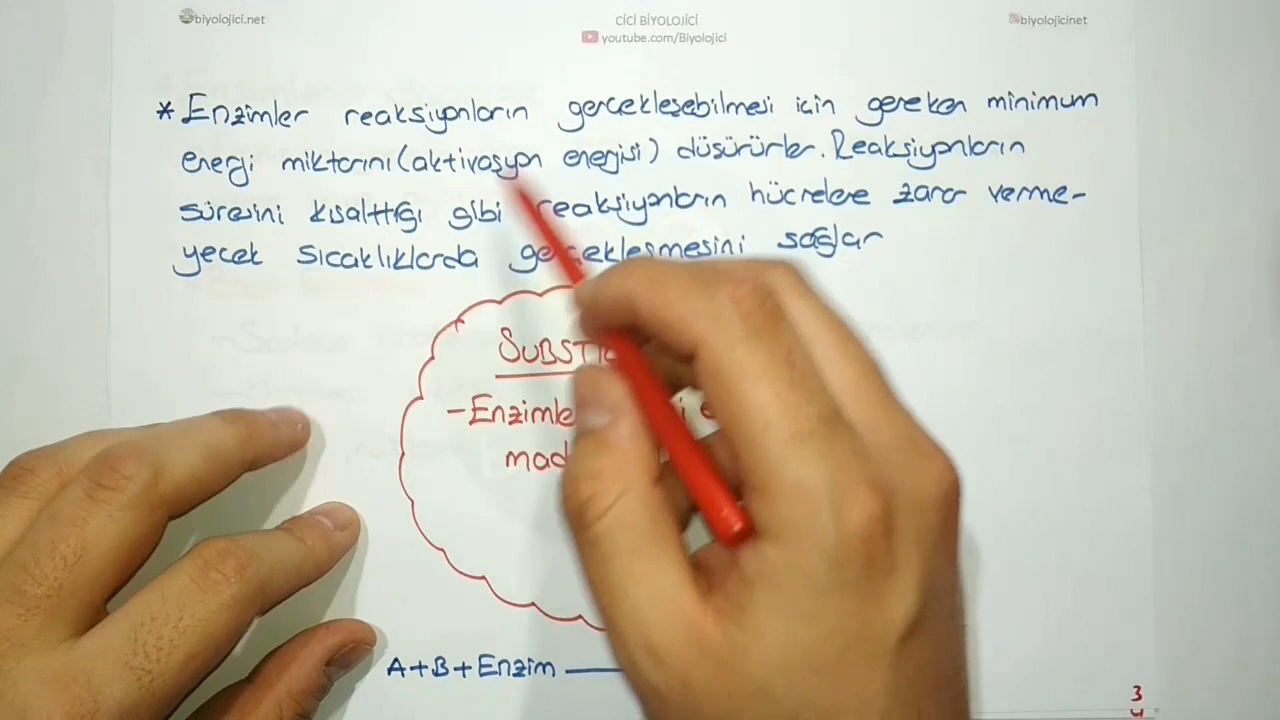 biyolojici.net
CİCİ BİYOLOJİCİ
youtube.com/Biyolojici
biyolojicinet
* Enzimler reaksiyonların gerçekleşebilmesi için gereken minimum
enerji miktarını (aktivasyon enerjisi) düşürürler. Reaksiyonların
süresini kısalttığı gibi reaksiyonların hücrelere zarar verme-
yecek sıcaklıklarda gerçekleşmesini sağlar
- Enzimle
A+B+Enzim
3